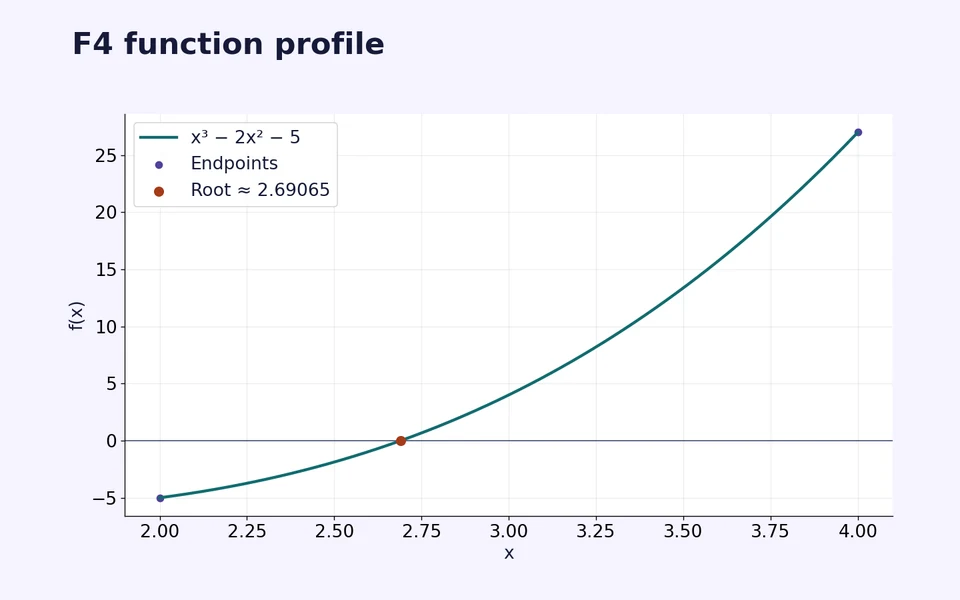 F4 function profile
x³ − 2x² − 5
Endpoints
Root ≈ 2.69065
f(x)
25
20
15
10
5
0
−5
2.00 2.25 2.50 2.75 3.00 3.25 3.50 3.75 4.00
x